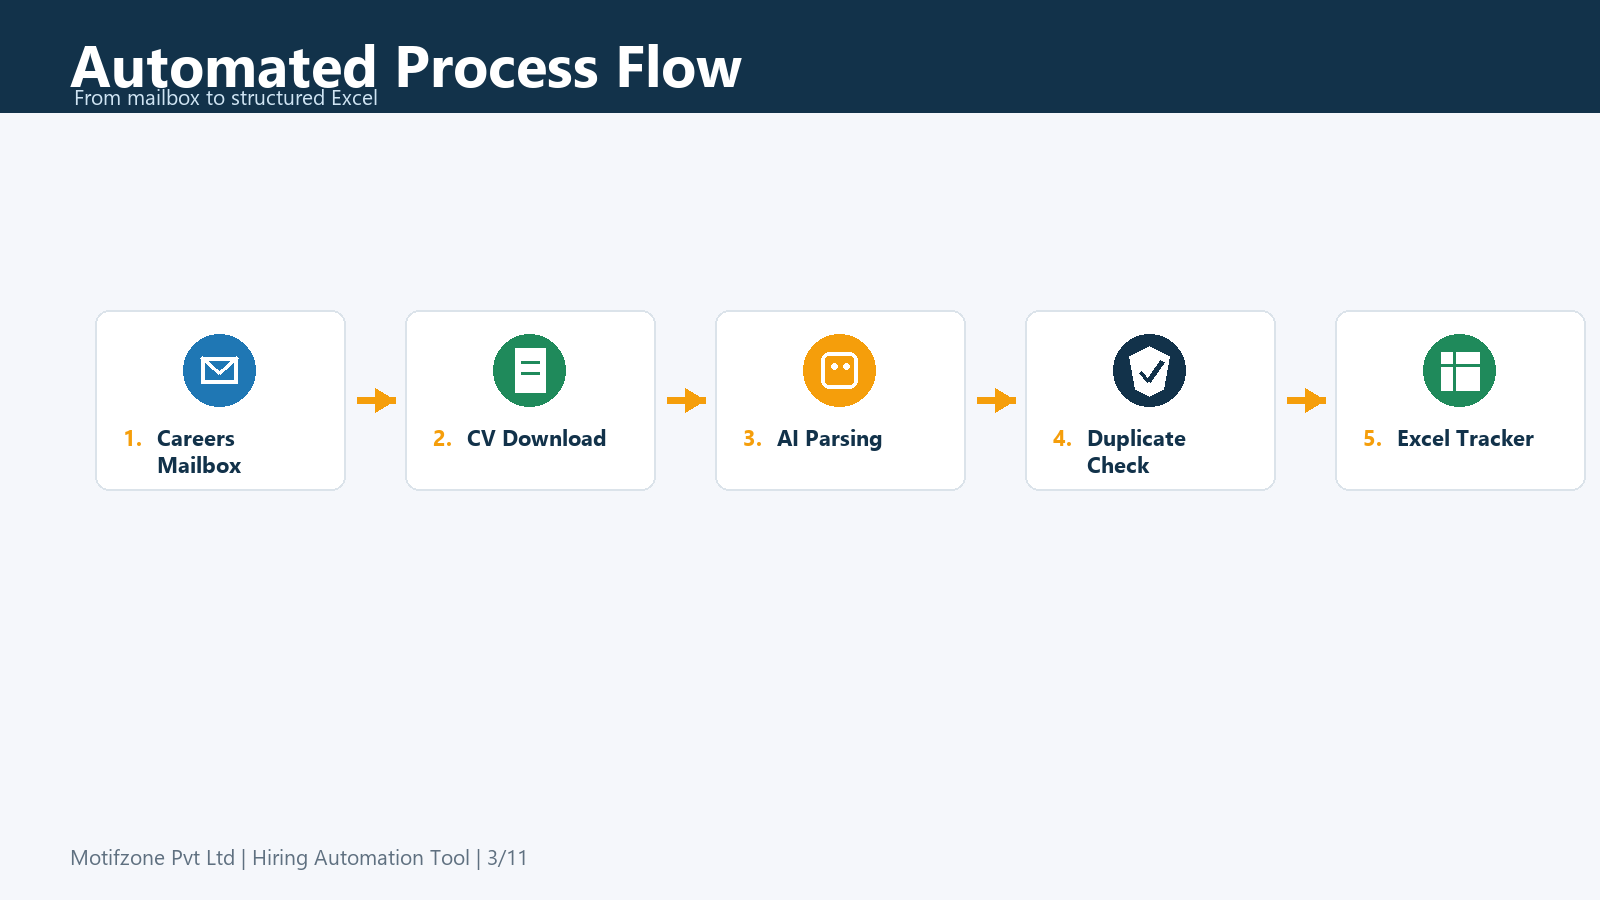 Automated Process Flow
From mailbox to structured Excel
1. Careers
Mailbox
2. CV Download
3. AI Parsing
4. Duplicate
Check
5. Excel Tracker
Motifzone Pvt Ltd | Hiring Automation Tool | 3/11